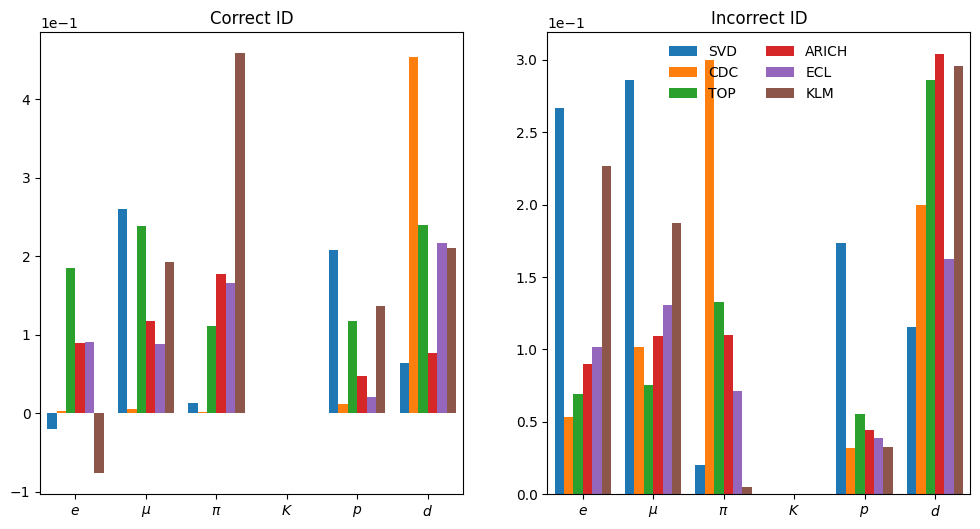 Correct ID
1e−1
4
3
2
1
0
−1
e μ π K p d
Incorrect ID
1e−1
SVD
CDC
TOP
ARICH
ECL
KLM
3.0
2.5
2.0
1.5
1.0
0.5
0.0
e μ π K p d